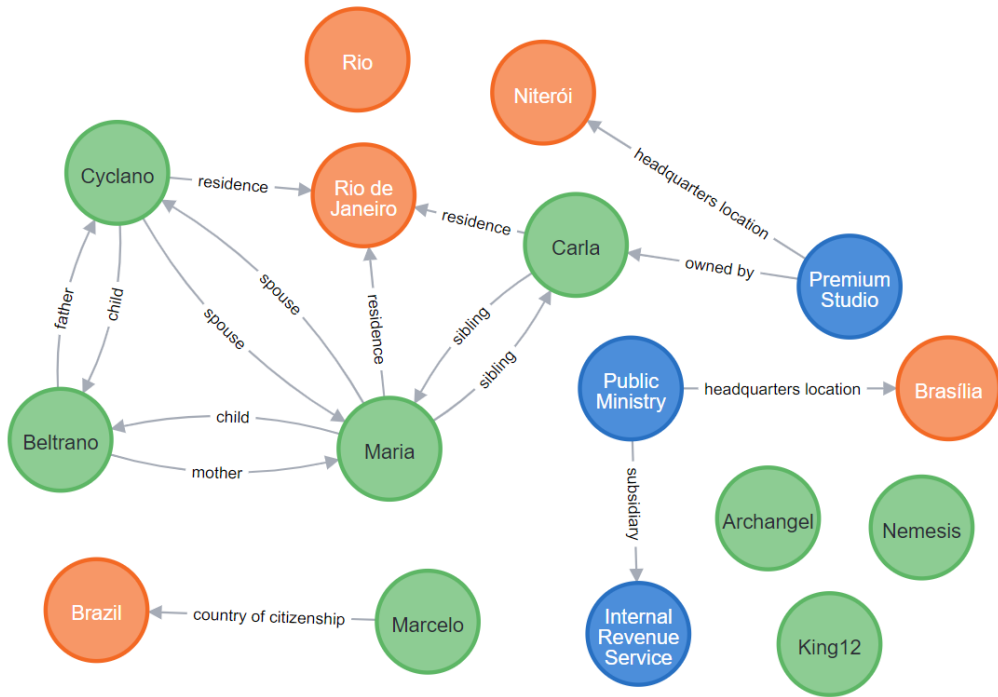 Rio
Niterói
Cyclano
residence
Rio de
Janeiro
residence
Carla
headquarters location
owned by
Premium
Studio
father
child
spouse
spouse
residence
sibling
sibling
Public
Ministry
headquarters location
Brasília
Beltrano
child
mother
Maria
subsidiary
Archangel
Nemesis
Brazil
country of citizenship
Marcelo
Internal
Revenue
Service
King12